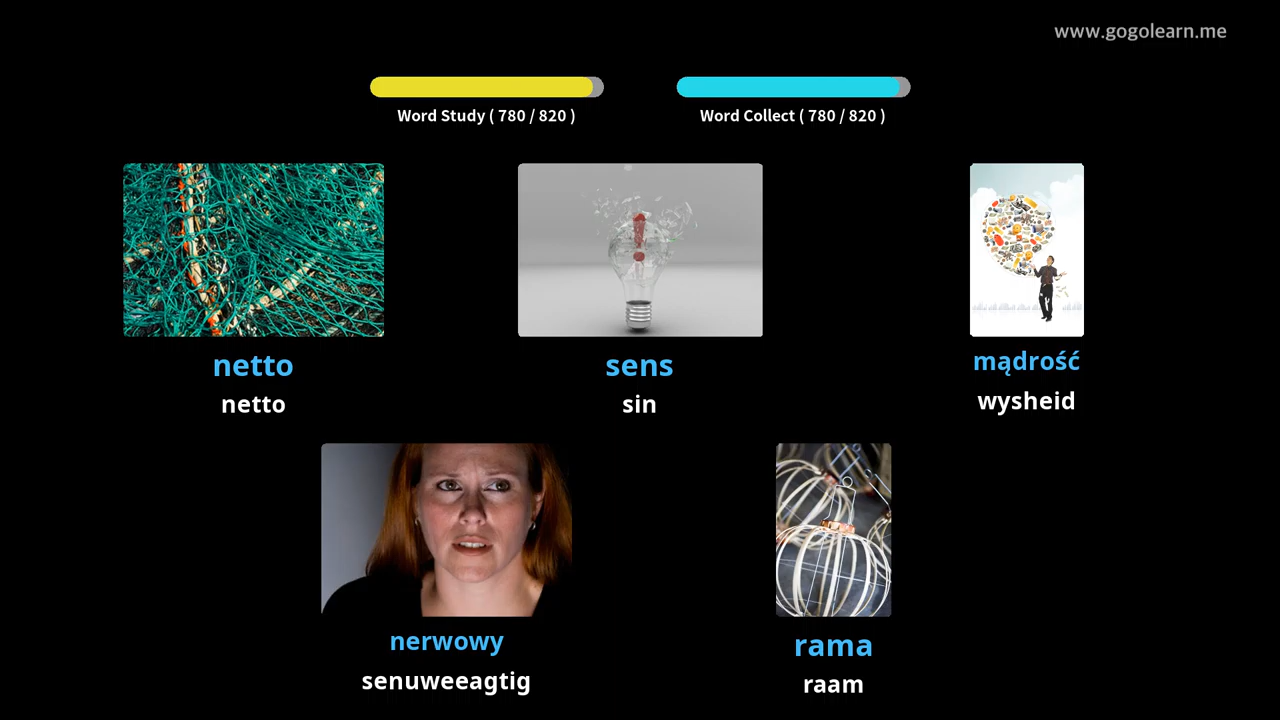 www.gogolearn.me
Word Study ( 780 / 820 )
Word Collect ( 780 / 820 )
netto
netto
sens
sin
mądrość
wysheid
nerwowy
senuweeagtig
rama
raam